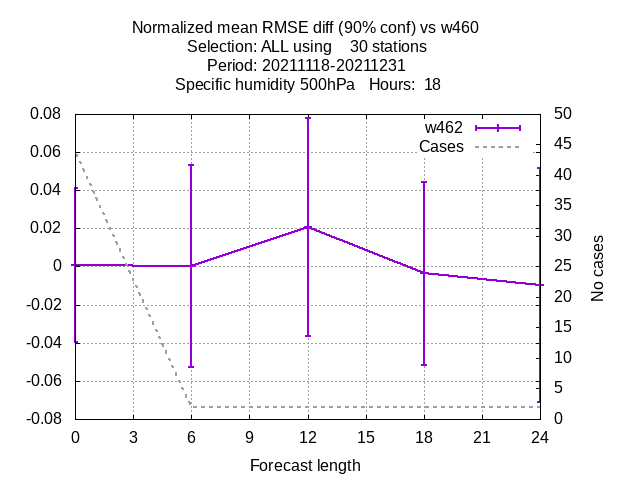 Normalized mean RMSE diff (90% conf) vs w460
Selection: ALL using    30 stations
Period: 20211118-20211231
Specific humidity 500hPa   Hours:  18
0.08
0.06
0.04
0.02
0
-0.02
-0.04
-0.06
-0.08
w462
Cases
50
45
40
35
30
25
20
15
10
5
0
No cases
0 3 6 9 12 15 18 21 24
Forecast length